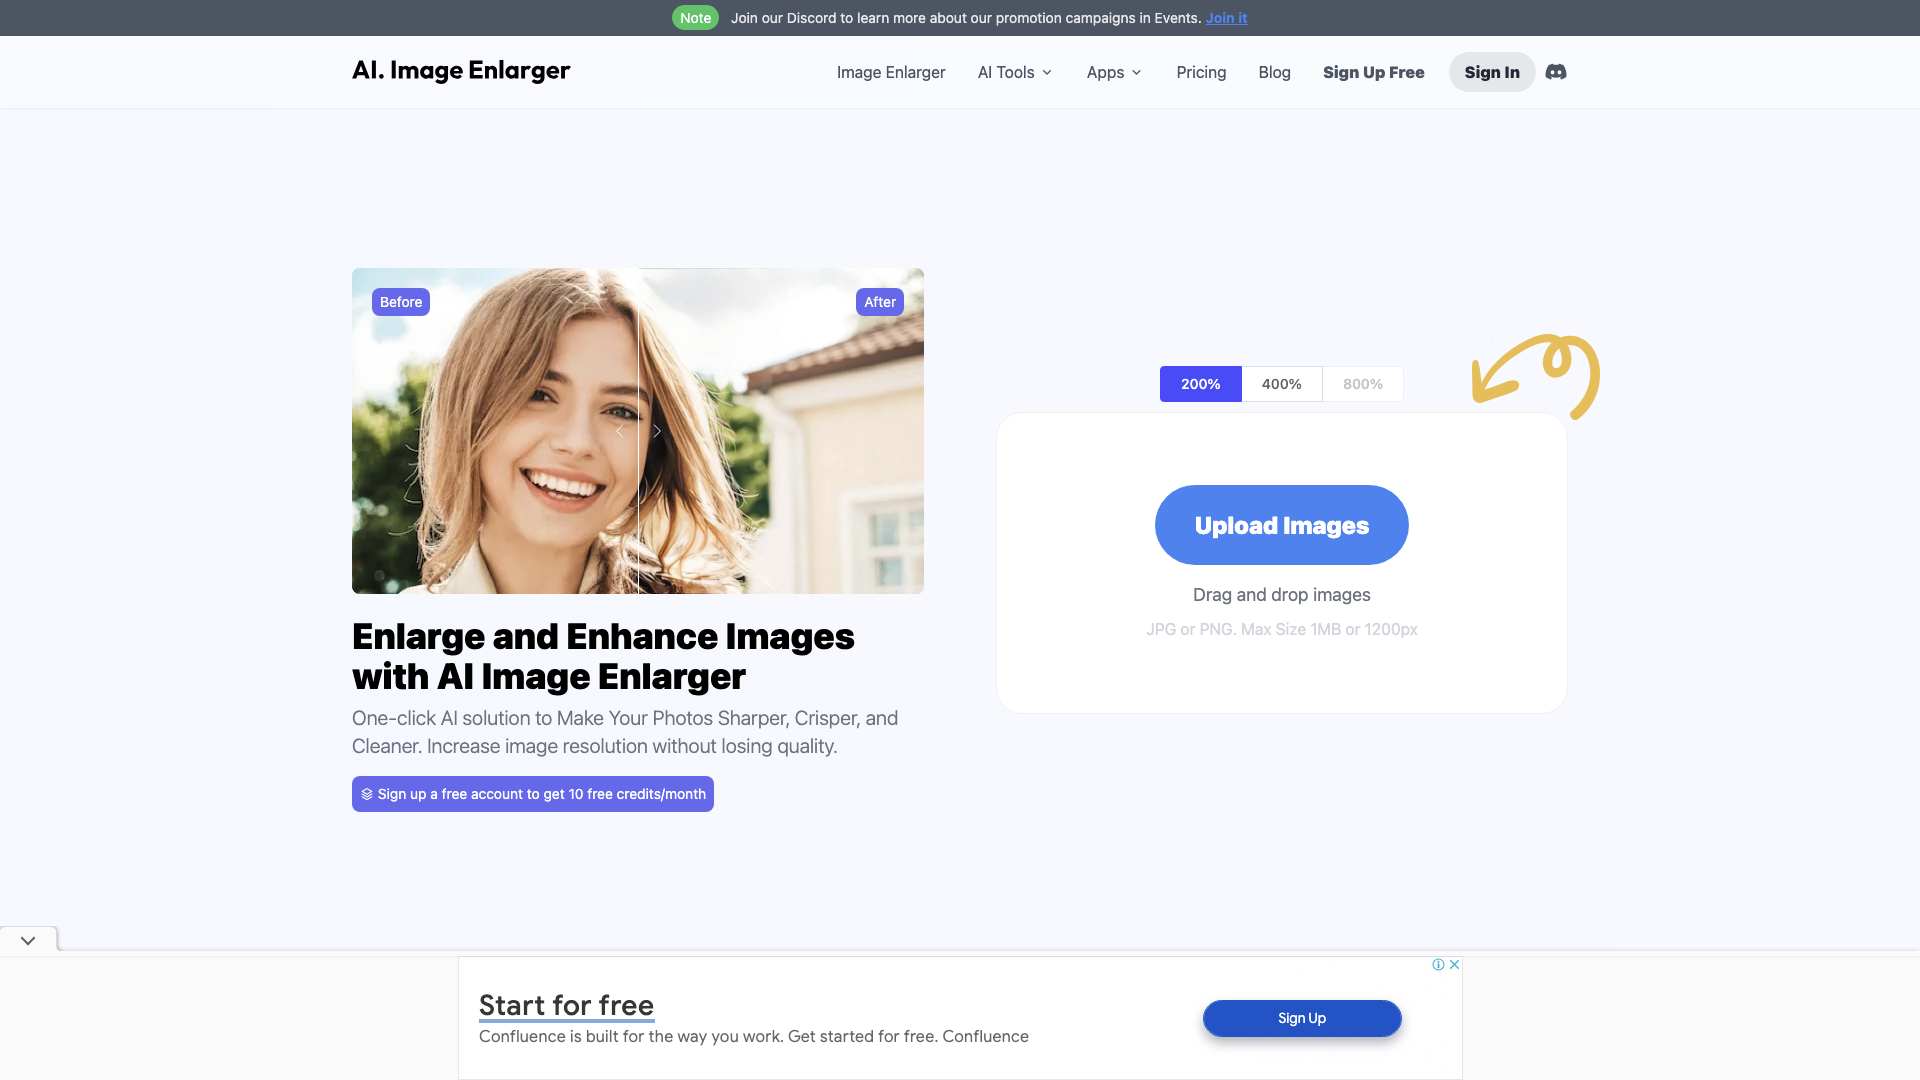 Note Join our Discord to learn more about our promotion campaigns in Events. Join it
AI. Image Enlarger
Image Enlarger AI Tools Apps Pricing Blog Sign Up Free Sign In
Before
After
200% 400% 800%
Upload Images
Drag and drop images
JPG or PNG. Max Size 1MB or 1200px
Enlarge and Enhance Images
with AI Image Enlarger
One-click AI solution to Make Your Photos Sharper, Crisper, and
Cleaner. Increase image resolution without losing quality.
Sign up a free account to get 10 free credits/month
Start for free
Confluence is built for the way you work. Get started for free. Confluence
Sign Up